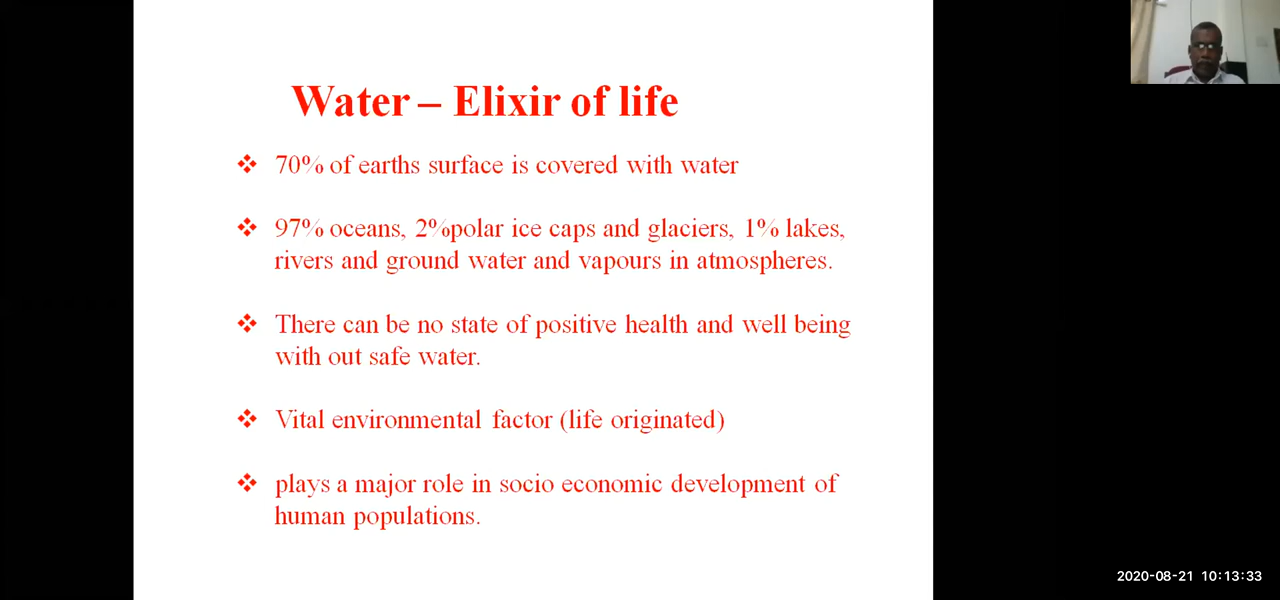 Water – Elixir of life
❖ 70% of earths surface is covered with water
❖ 97% oceans, 2%polar ice caps and glaciers, 1% lakes,
rivers and ground water and vapours in atmospheres.
❖ There can be no state of positive health and well being
with out safe water.
❖ Vital environmental factor (life originated)
❖ plays a major role in socio economic development of
human populations.
2020-08-21 10:13:33